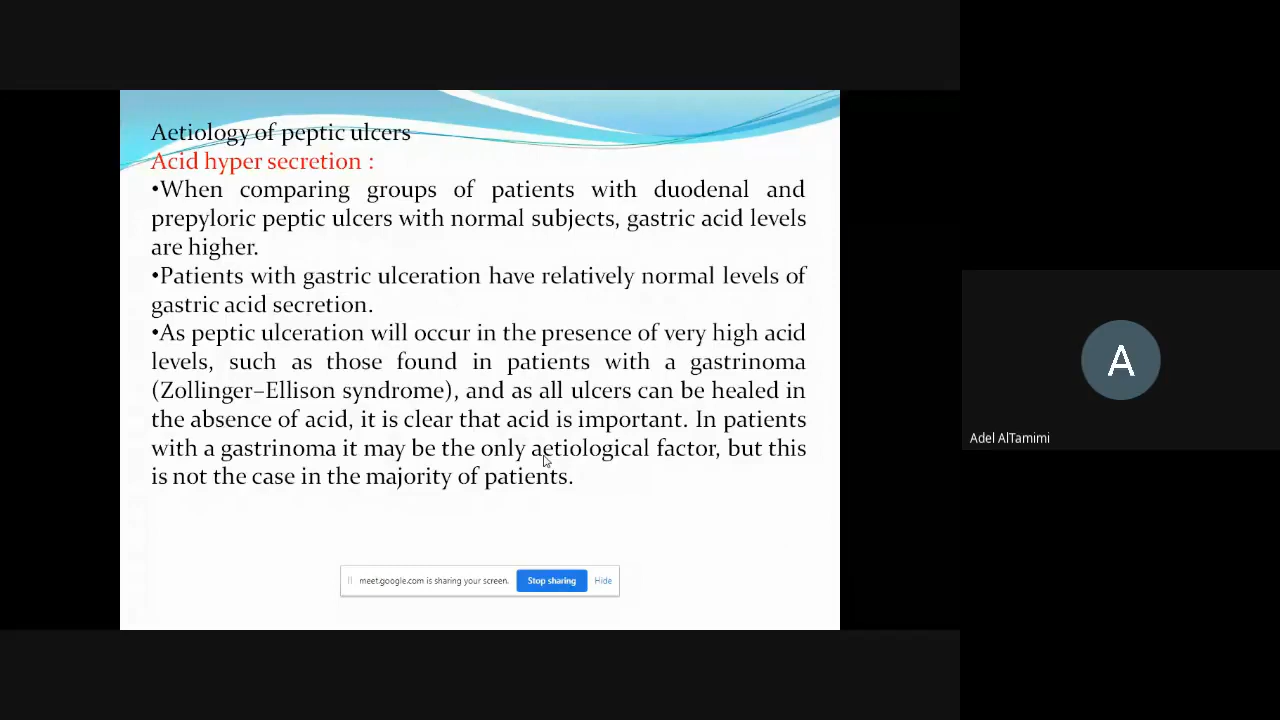 Aetiology of peptic ulcers
Acid hyper secretion :
•When comparing groups of patients with duodenal and
prepyloric peptic ulcers with normal subjects, gastric acid levels
are higher.
•Patients with gastric ulceration have relatively normal levels of
gastric acid secretion.
•As peptic ulceration will occur in the presence of very high acid
levels, such as those found in patients with a gastrinoma
(Zollinger–Ellison syndrome), and as all ulcers can be healed in
the absence of acid, it is clear that acid is important. In patients
with a gastrinoma it may be the only aetiological factor, but this
is not the case in the majority of patients.
meet.google.com is sharing your screen. Stop sharing Hide
A
Adel AlTamimi